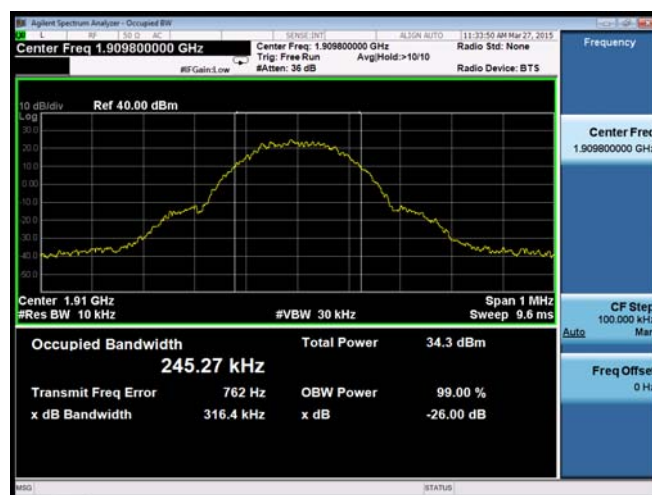 Agilent Spectrum Analyzer - Occupied BW
L RF 50 Ω AC SENSE:INT ALIGN AUTO 11:33:50 AM Mar 27, 2015
Center Freq 1.909800000 GHz
Center Freq: 1.909800000 GHz Radio Std: None
Trig: Free Run Avg|Hold:>10/10
#IFGain:Low #Atten: 36 dB Radio Device: BTS
Frequency
10 dB/div Ref 40.00 dBm
Log
30.0
20.0
10.0
0.00
10.0
20.0
30.0
40.0
50.0
Center Freq
1.909800000 GHz
Center 1.91 GHz Span 1 MHz
#Res BW 10 kHz #VBW 30 kHz Sweep 9.6 ms
CF Step
100.000 kHz
Auto Man
Occupied Bandwidth Total Power 34.3 dBm
245.27 kHz
Transmit Freq Error 762 Hz OBW Power 99.00 %
x dB Bandwidth 316.4 kHz x dB -26.00 dB
Freq Offse
0 Hz
MSG STATUS